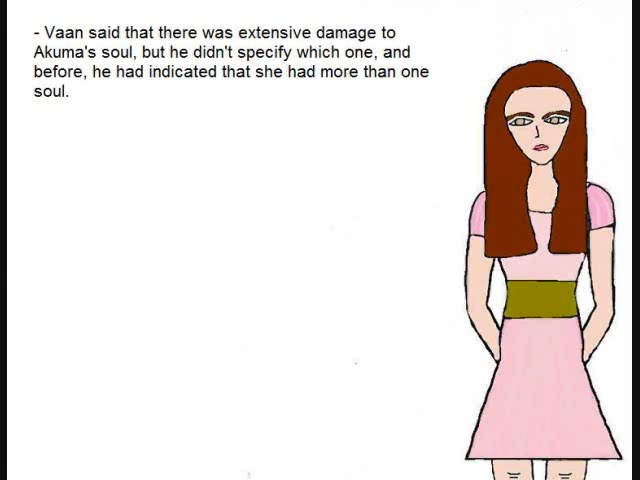 - Vaan said that there was extensive damage to
Akuma's soul, but he didn't specify which one, and
before, he had indicated that she had more than one
soul.